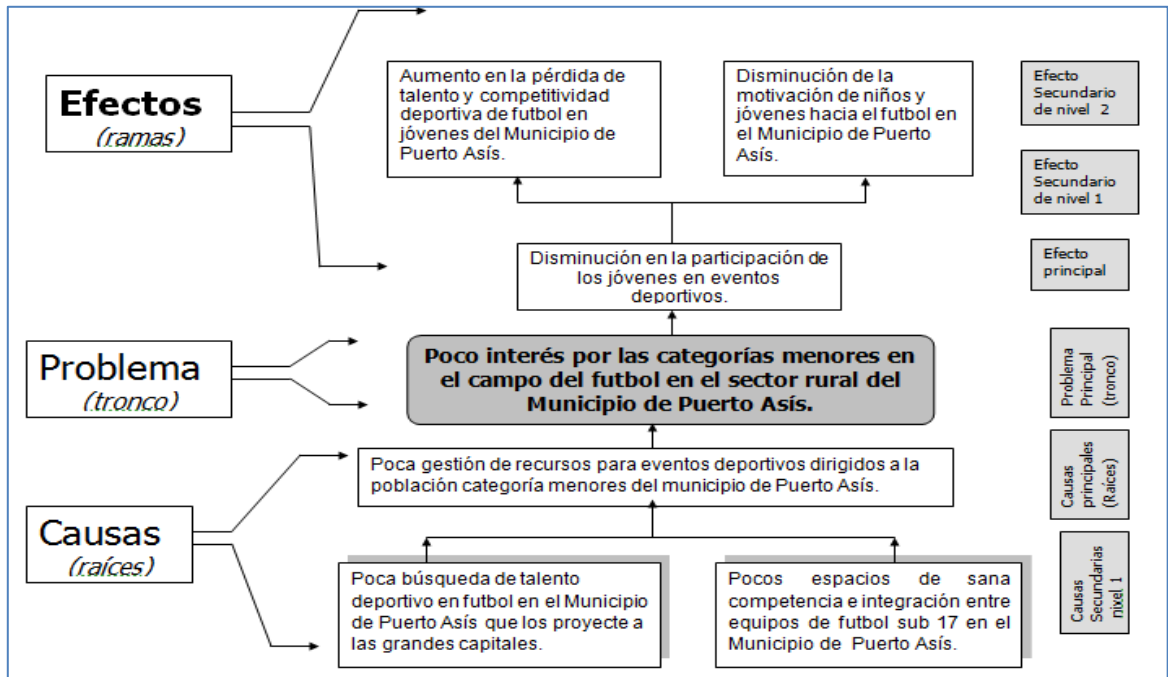 Efectos
(ramas)
Aumento en la pérdida de
talento y competitividad
deportiva de futbol en
jóvenes del Municipio de
Puerto Asís.
Disminución de la
motivación de niños y
jóvenes hacia el futbol en
el Municipio de Puerto
Asís.
Efecto
Secundario
de nivel 2
Efecto
Secundario
de nivel 1
Disminución en la participación de
los jóvenes en eventos
deportivos.
Efecto
principal
Problema
(tronco)
Poco interés por las categorías menores en
el campo del futbol en el sector rural del
Municipio de Puerto Asís.
Problema
Principal
(tronco)
Poca gestión de recursos para eventos deportivos dirigidos a la
población categoría menores del municipio de Puerto Asís.
Causas
principales
(Raíces)
Causas
(raíces)
Poca búsqueda de talento
deportivo en futbol en el Municipio
de Puerto Asís que los proyecte a
las grandes capitales.
Pocos espacios de sana
competencia e integración entre
equipos de futbol sub 17 en el
Municipio de Puerto Asís.
Causas
Secundarias
nivel 1